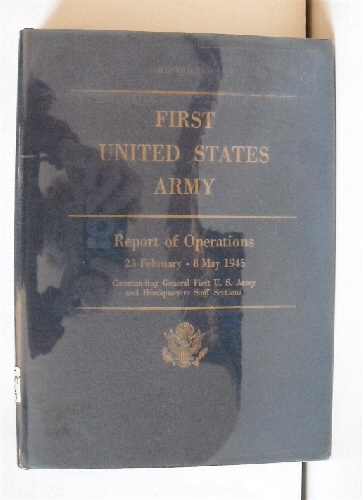 FIRST
UNITED STATES
ARMY
Report of Operations
23 February - 8 May 1945
Commanding General First U. S. Army
and Headquarters Staff Sections